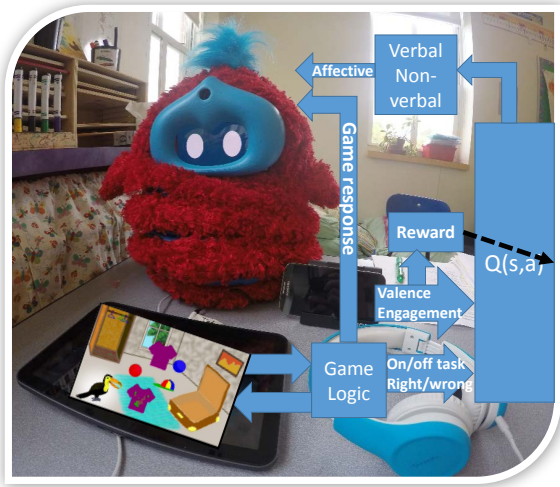 Verbal
Non-
verbal
Affective
Game response
Reward
Q(s,a)
Valence
Engagement
Game
Logic
On/off task
Right/wrong